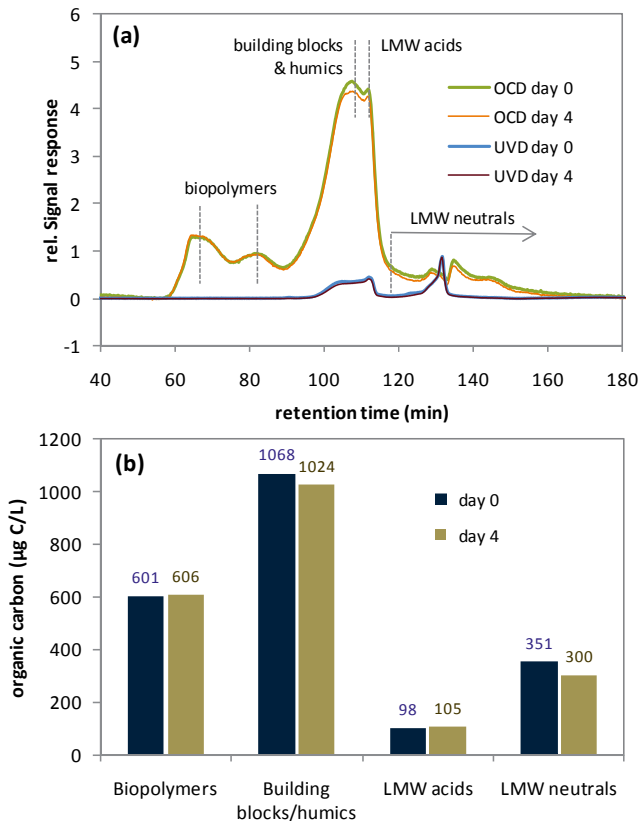 (a)
building blocks
& humics
LMW acids
OCD day 0
OCD day 4
UVD day 0
UVD day 4
biopolymers
LMW neutrals
rel. Signal response
6
5
4
3
2
1
0
-1
40
60
80
100
120
140
160
180
retention time (min)
(b)
day 0
day 4
organic carbon (µg C/L)
1200
1000
800
600
400
200
0
601
606
1068
1024
98
105
351
300
Biopolymers
Building
blocks/humics
LMW acids
LMW neutrals